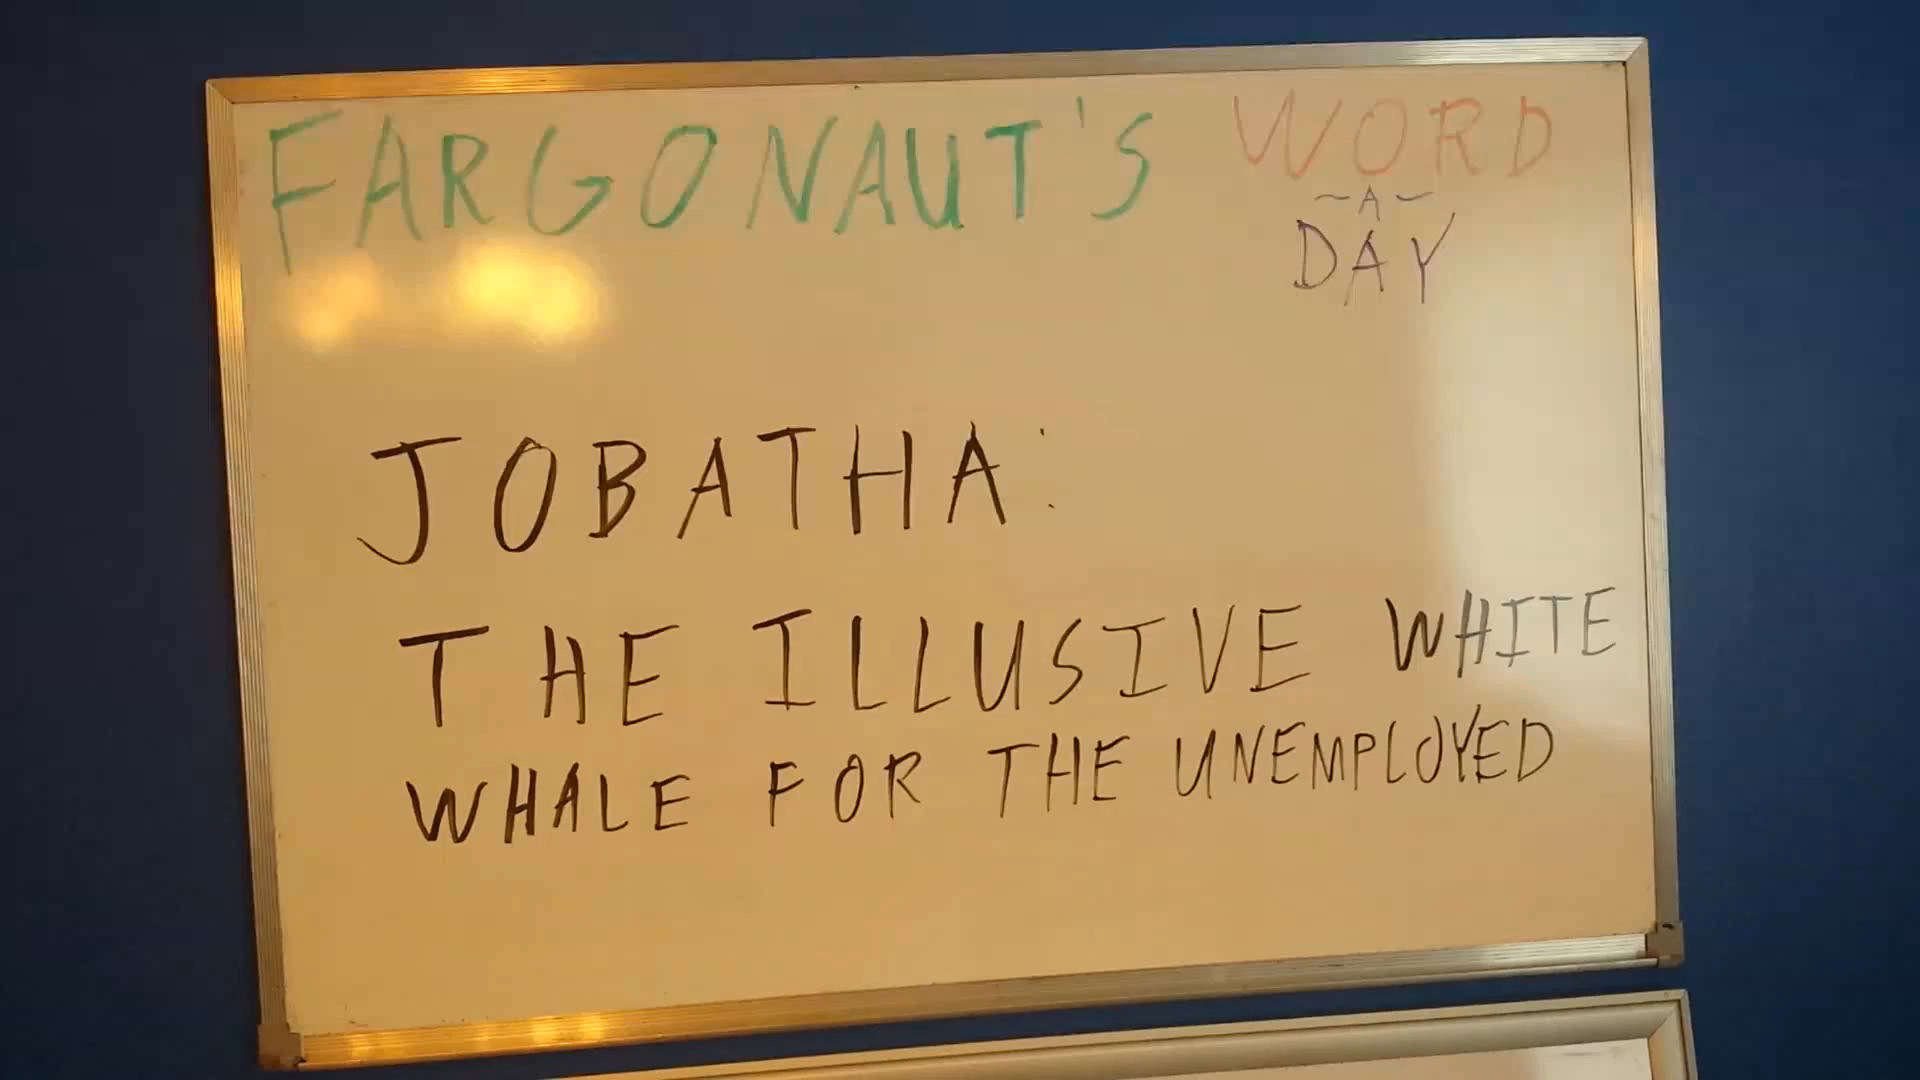 FARGONAUT'S WORD
~A~
DAY
JOBATHA:
THE ILLUSIVE WHITE
WHALE FOR THE UNEMPLOYED